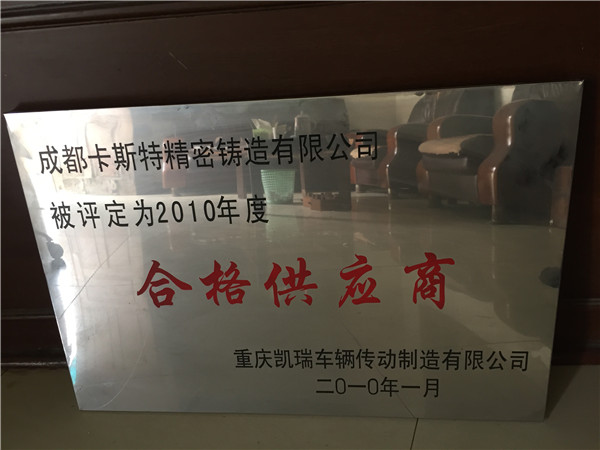 成都卡斯特精密铸造有限公司
被评定为2010年度
合格供应商
重庆凯瑞车辆传动制造有限公司
二0一0年一月